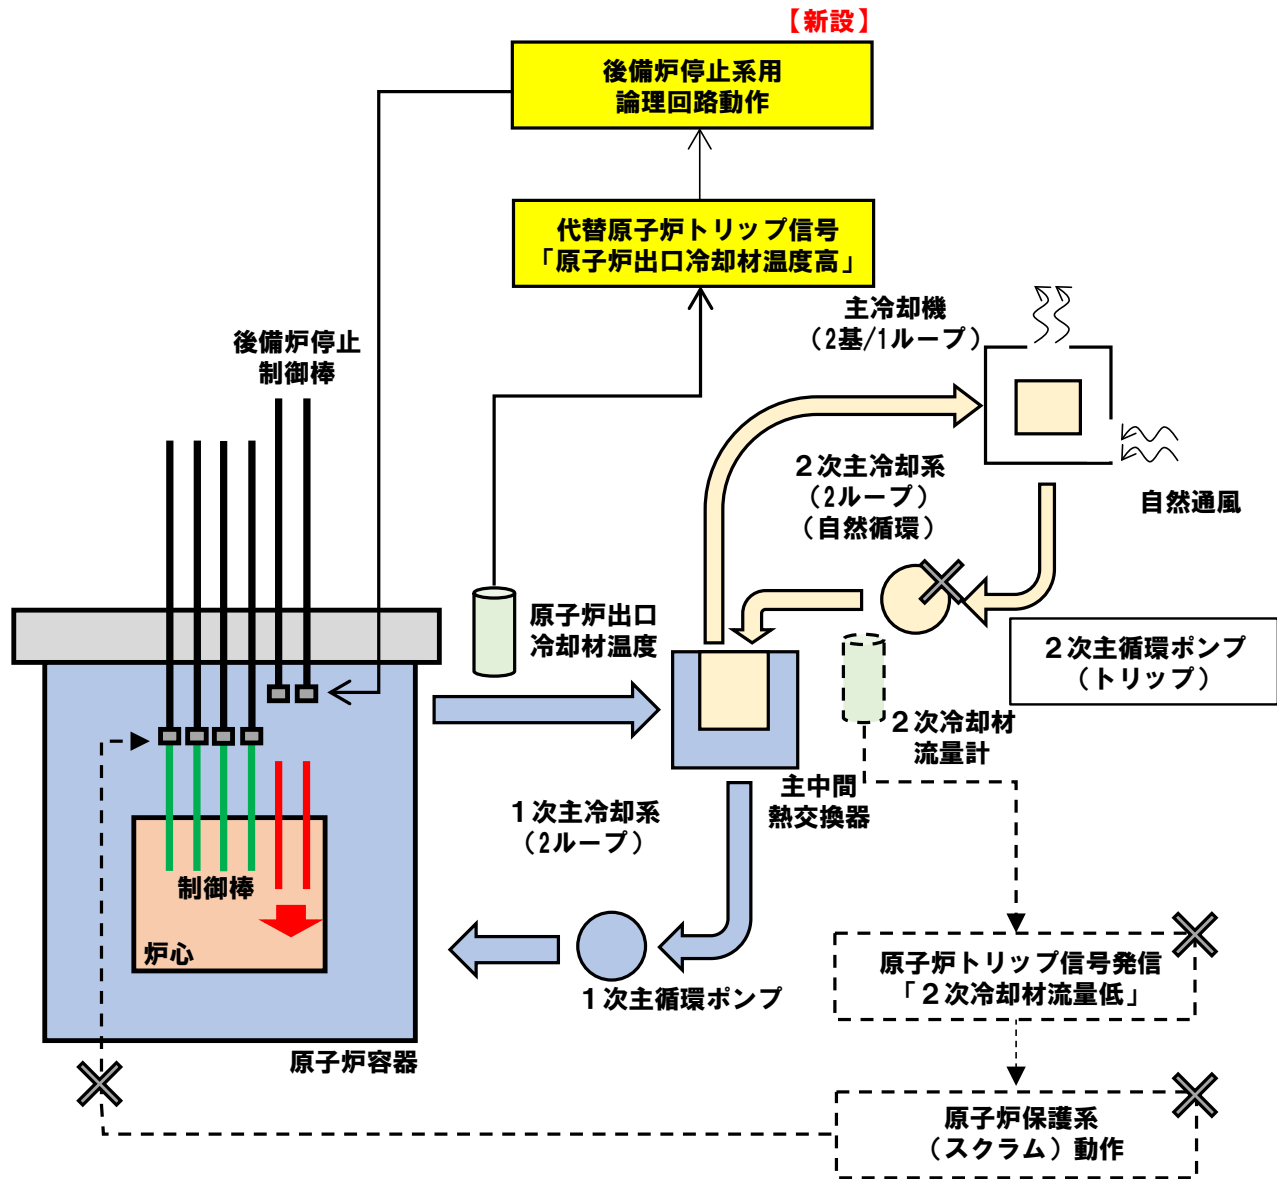 【新設】
後備炉停止系用
論理回路動作
代替原子炉トリップ信号
「原子炉出口冷却材温度高」
主冷却機
（2基/1ループ）
後備炉停止
制御棒
２次主冷却系
（2ループ）
（自然循環）
自然通風
原子炉出口
冷却材温度
２次主循環ポンプ
（トリップ）
２次冷却材
流量計
主中間
熱交換器
１次主冷却系
（2ループ）
制御棒
炉心
１次主循環ポンプ
原子炉トリップ信号発信
「２次冷却材流量低」
原子炉容器
原子炉保護系
（スクラム）動作